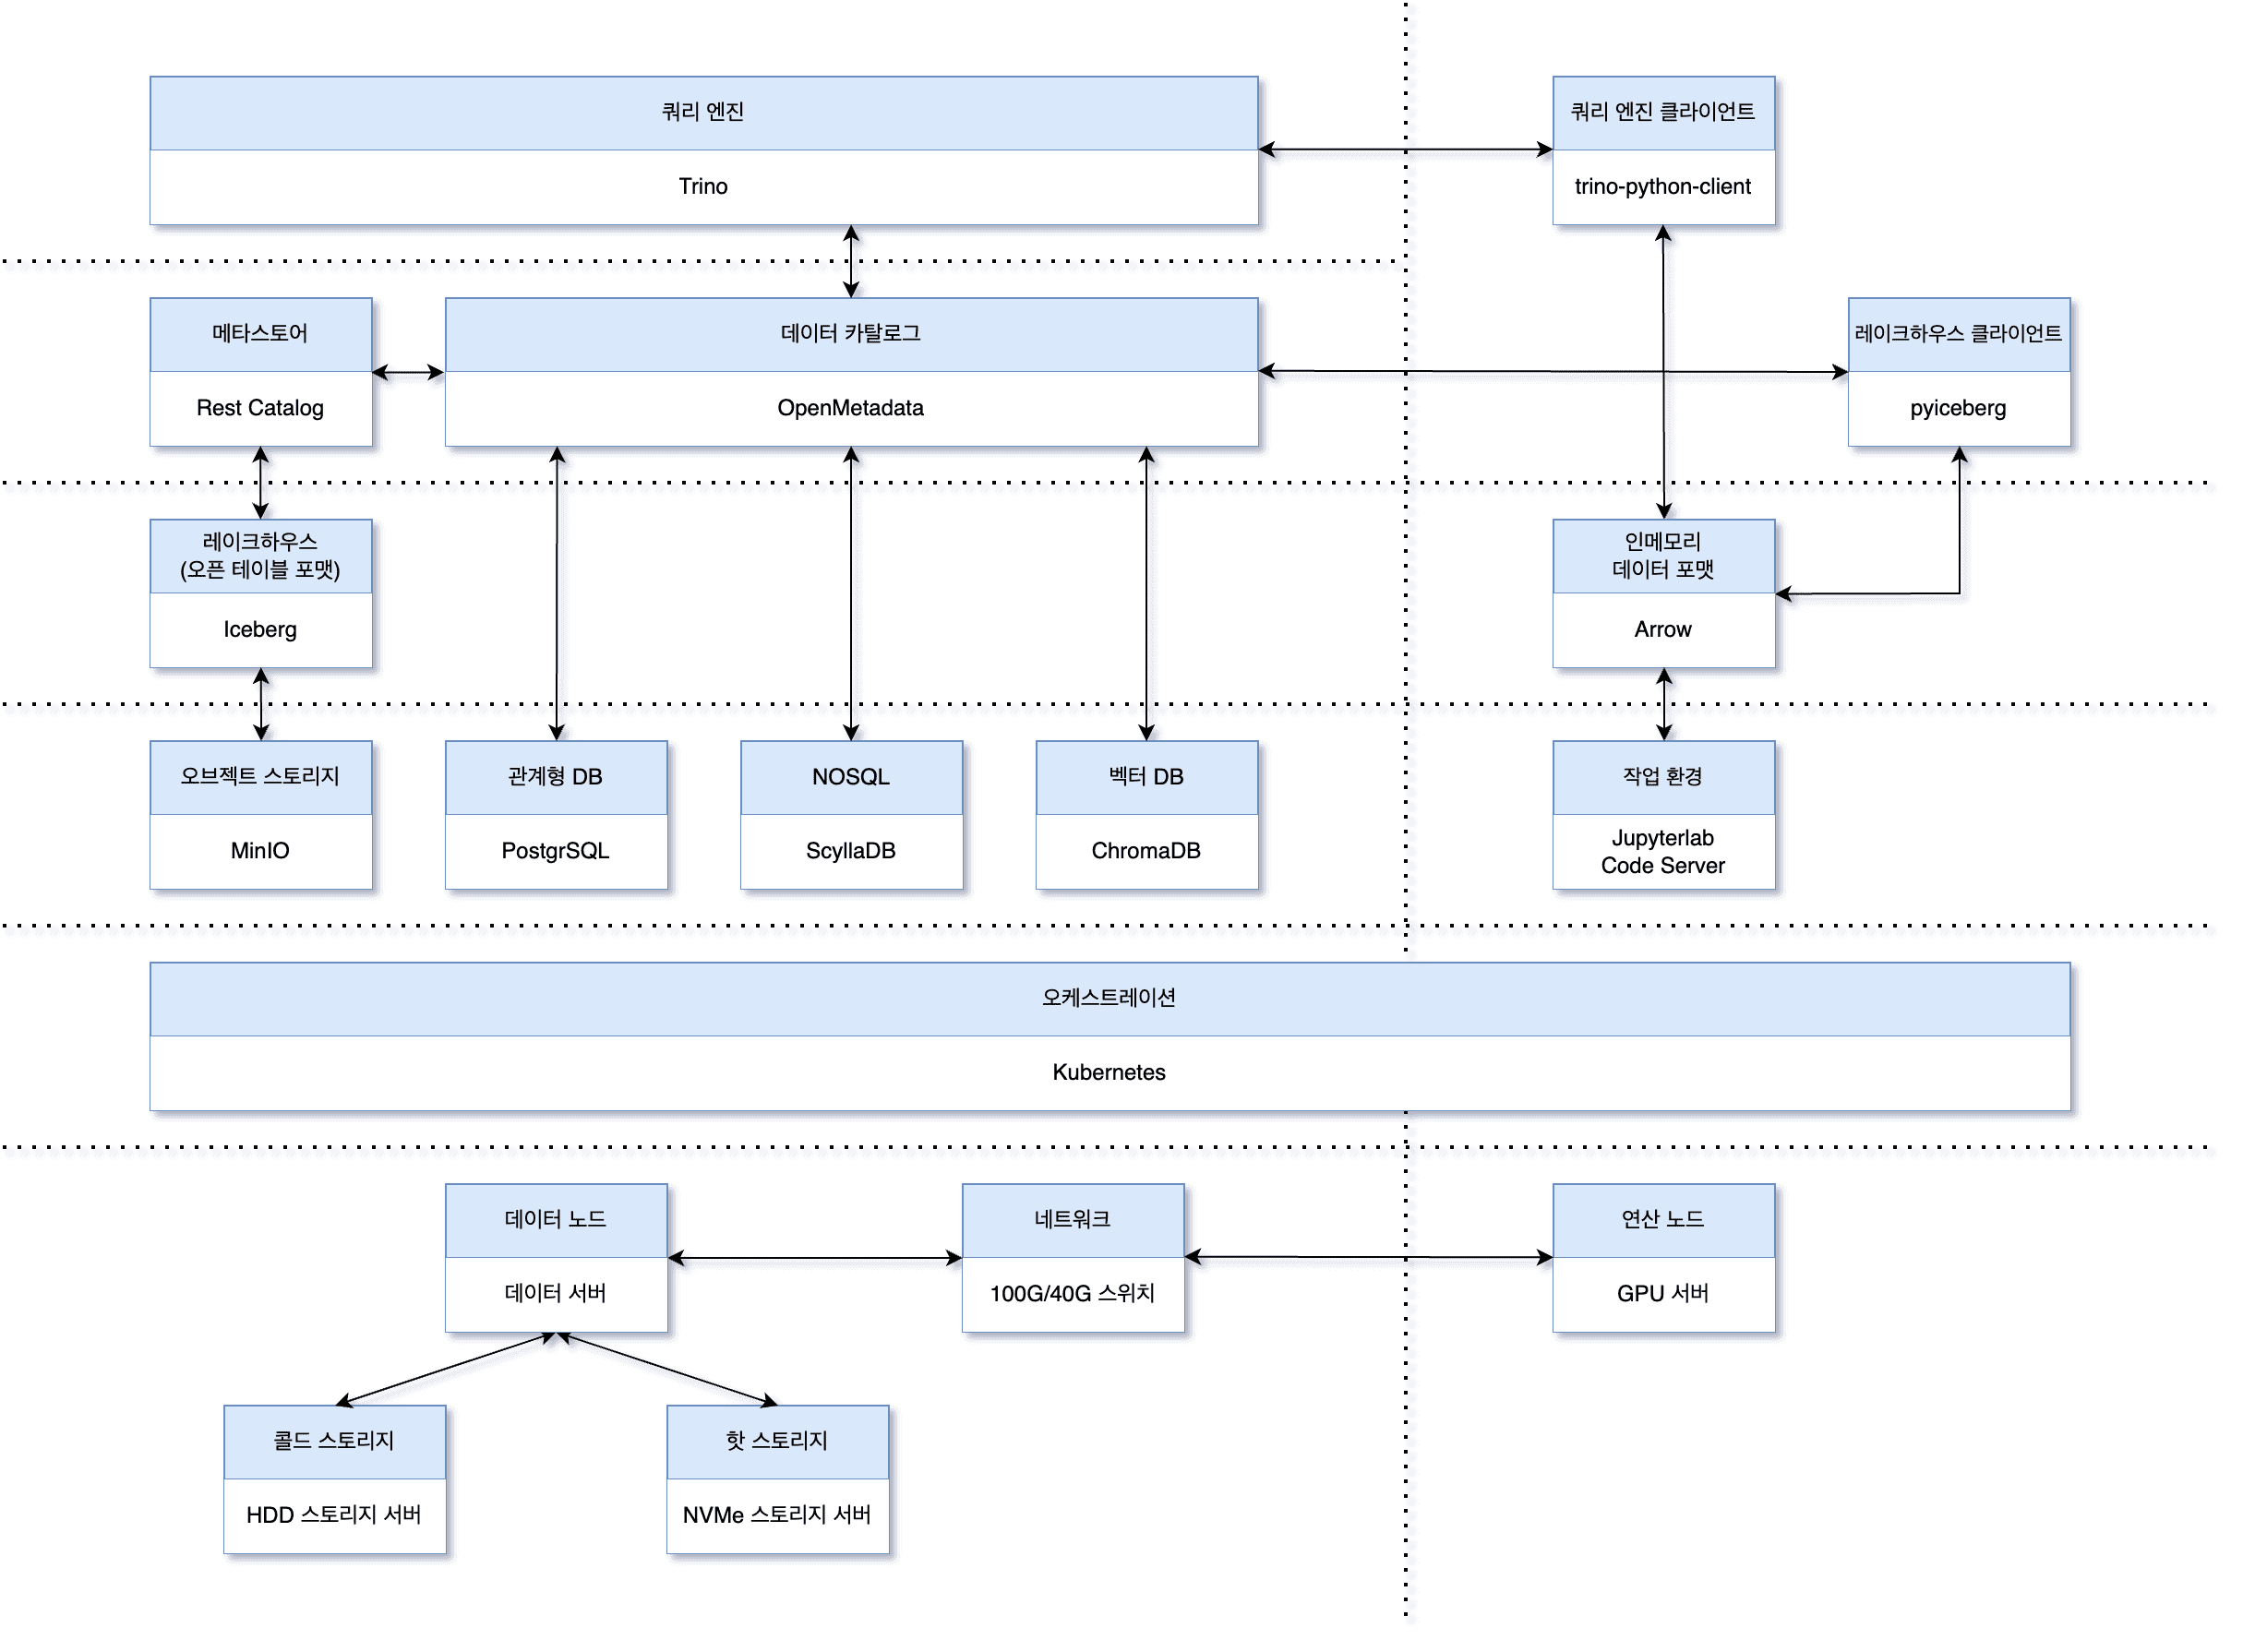 쿼리 엔진
Trino
쿼리 엔진 클라이언트
trino-python-client
메타스토어
Rest Catalog
데이터 카탈로그
OpenMetadata
레이크하우스 클라이언트
pyiceberg
레이크하우스
(오픈 테이블 포맷)
Iceberg
인메모리
데이터 포맷
Arrow
오브젝트 스토리지
MinIO
관계형 DB
PostgrSQL
NOSQL
ScyllaDB
벡터 DB
ChromaDB
작업 환경
Jupyterlab
Code Server
오케스트레이션
Kubernetes
데이터 노드
데이터 서버
네트워크
100G/40G 스위치
연산 노드
GPU 서버
콜드 스토리지
HDD 스토리지 서버
핫 스토리지
NVMe 스토리지 서버